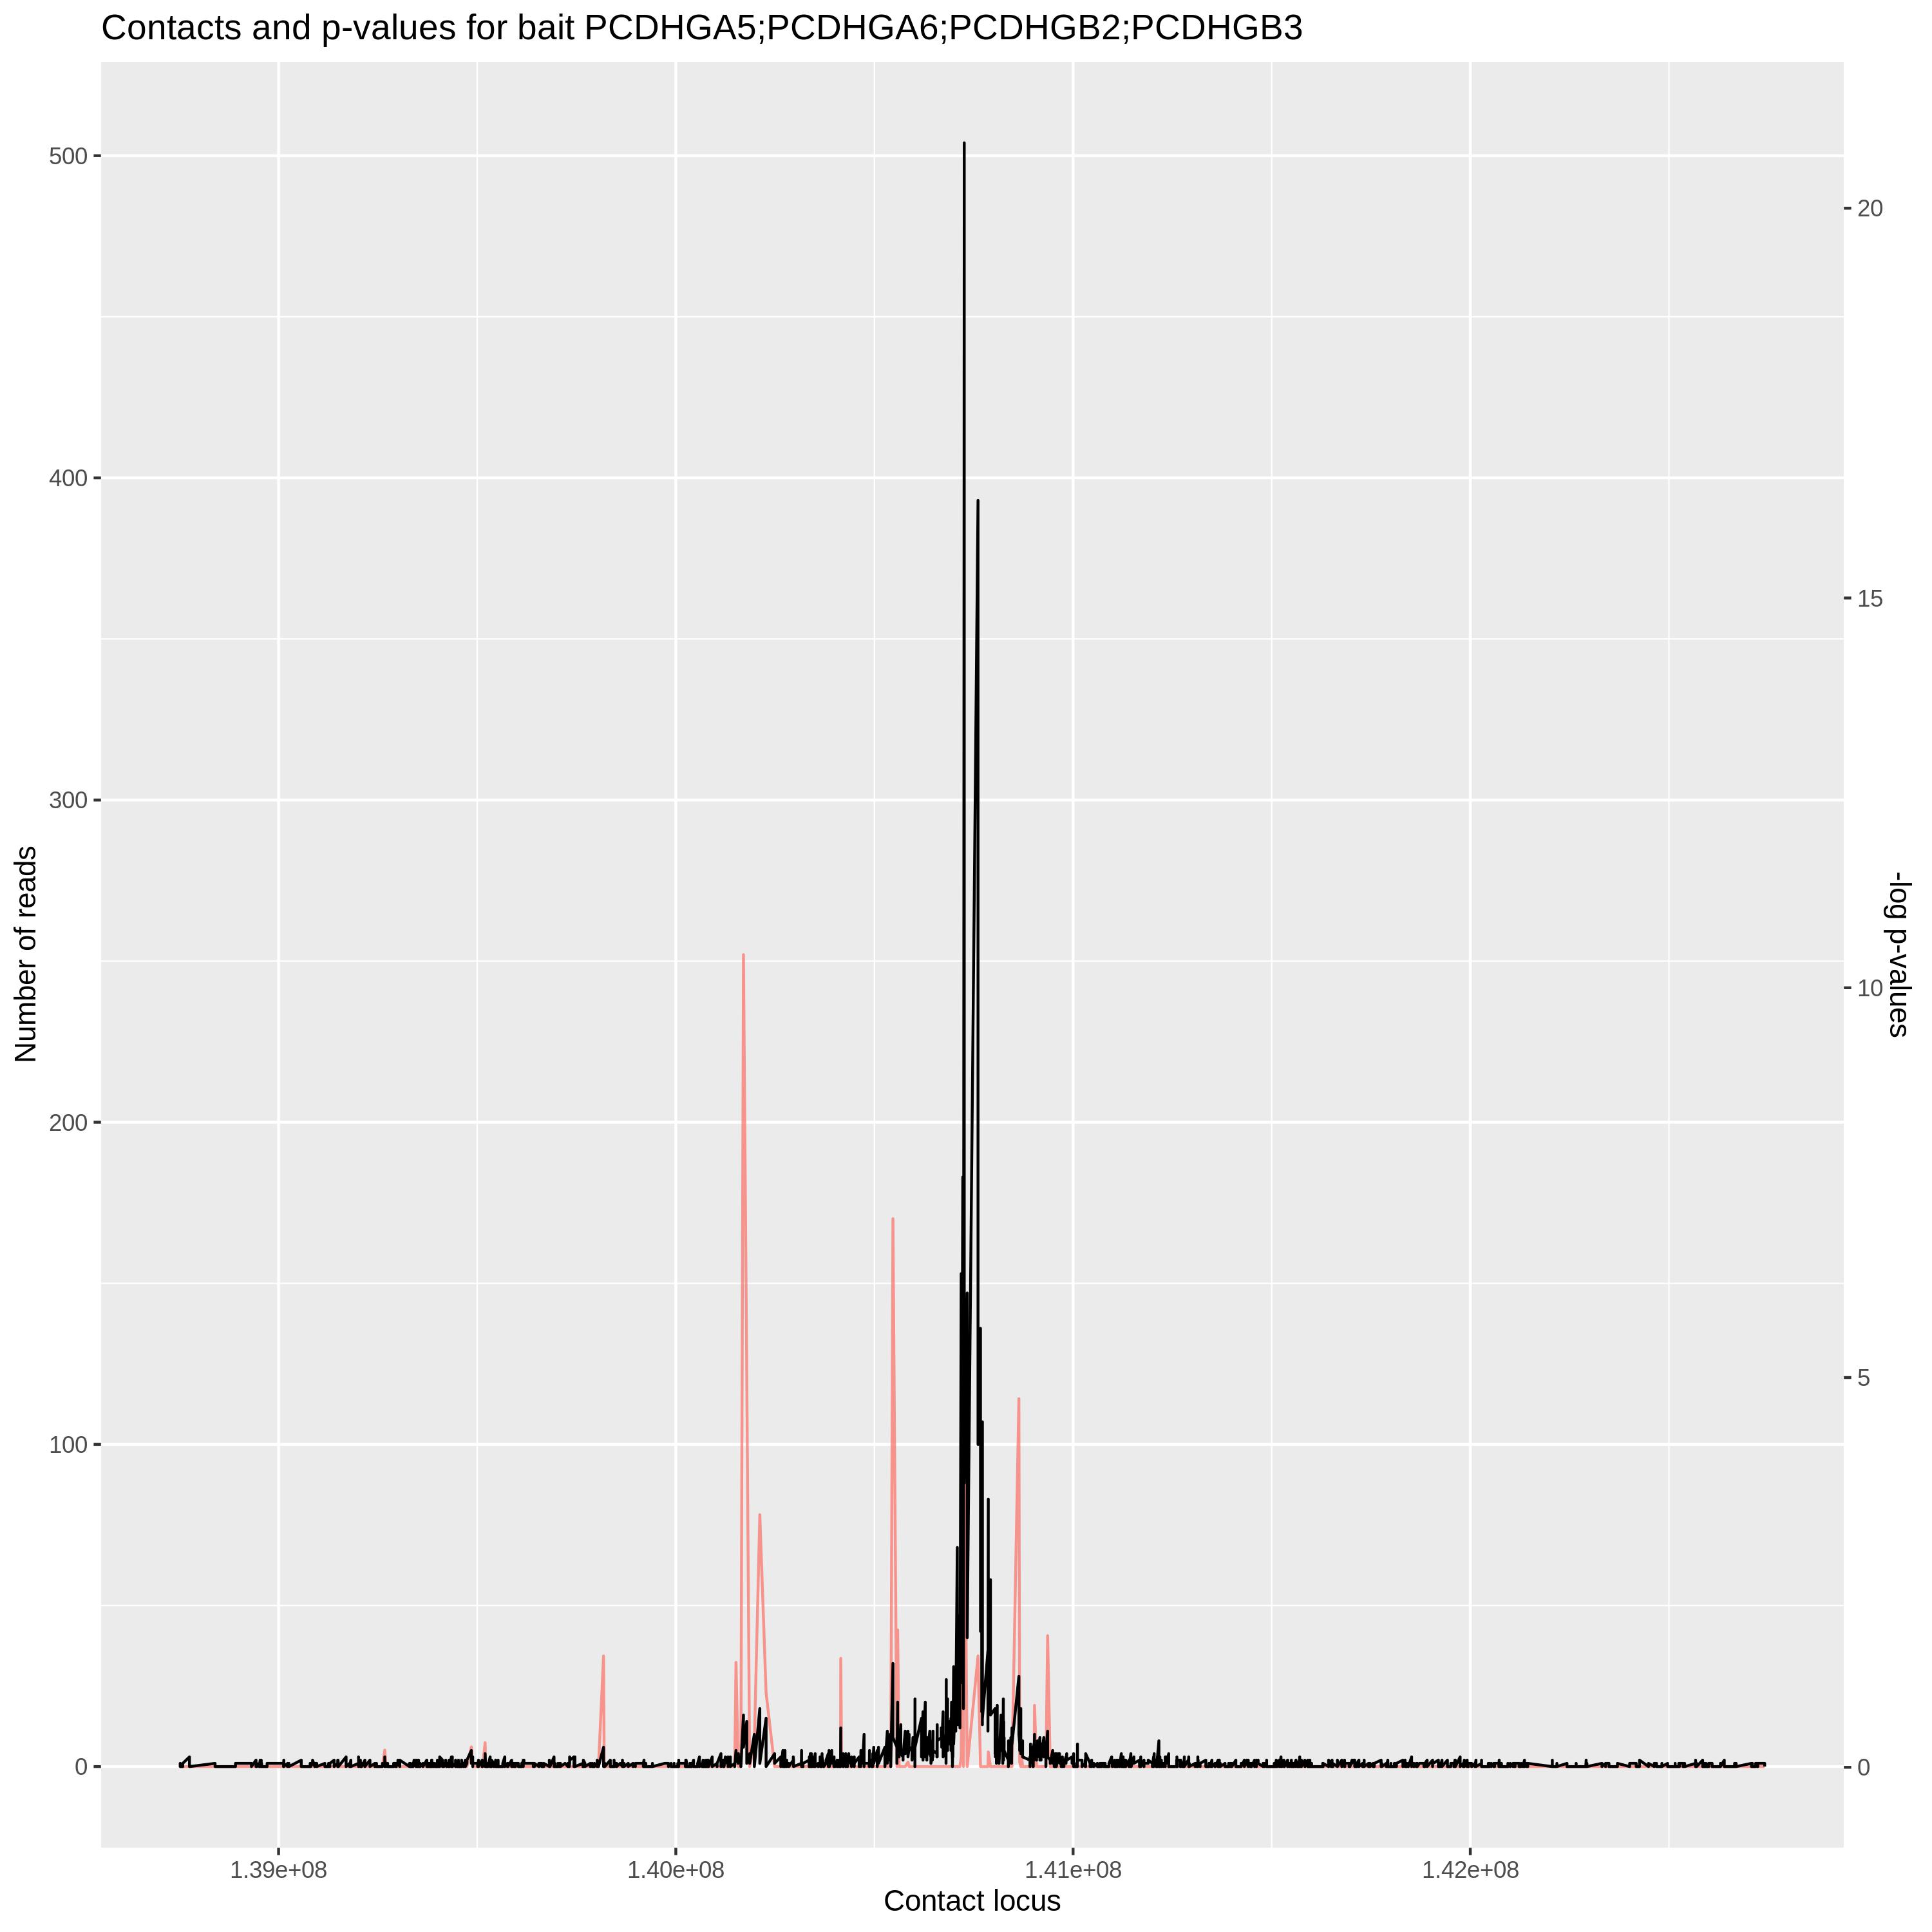 Contacts and p-values for bait PCDHGA5;PCDHGA6;PCDHGB2;PCDHGB3
500
400
300
200
100
0
Number of reads
20
15
10
5
0
-log p-values
1.39e+08 1.40e+08 1.41e+08 1.42e+08
Contact locus